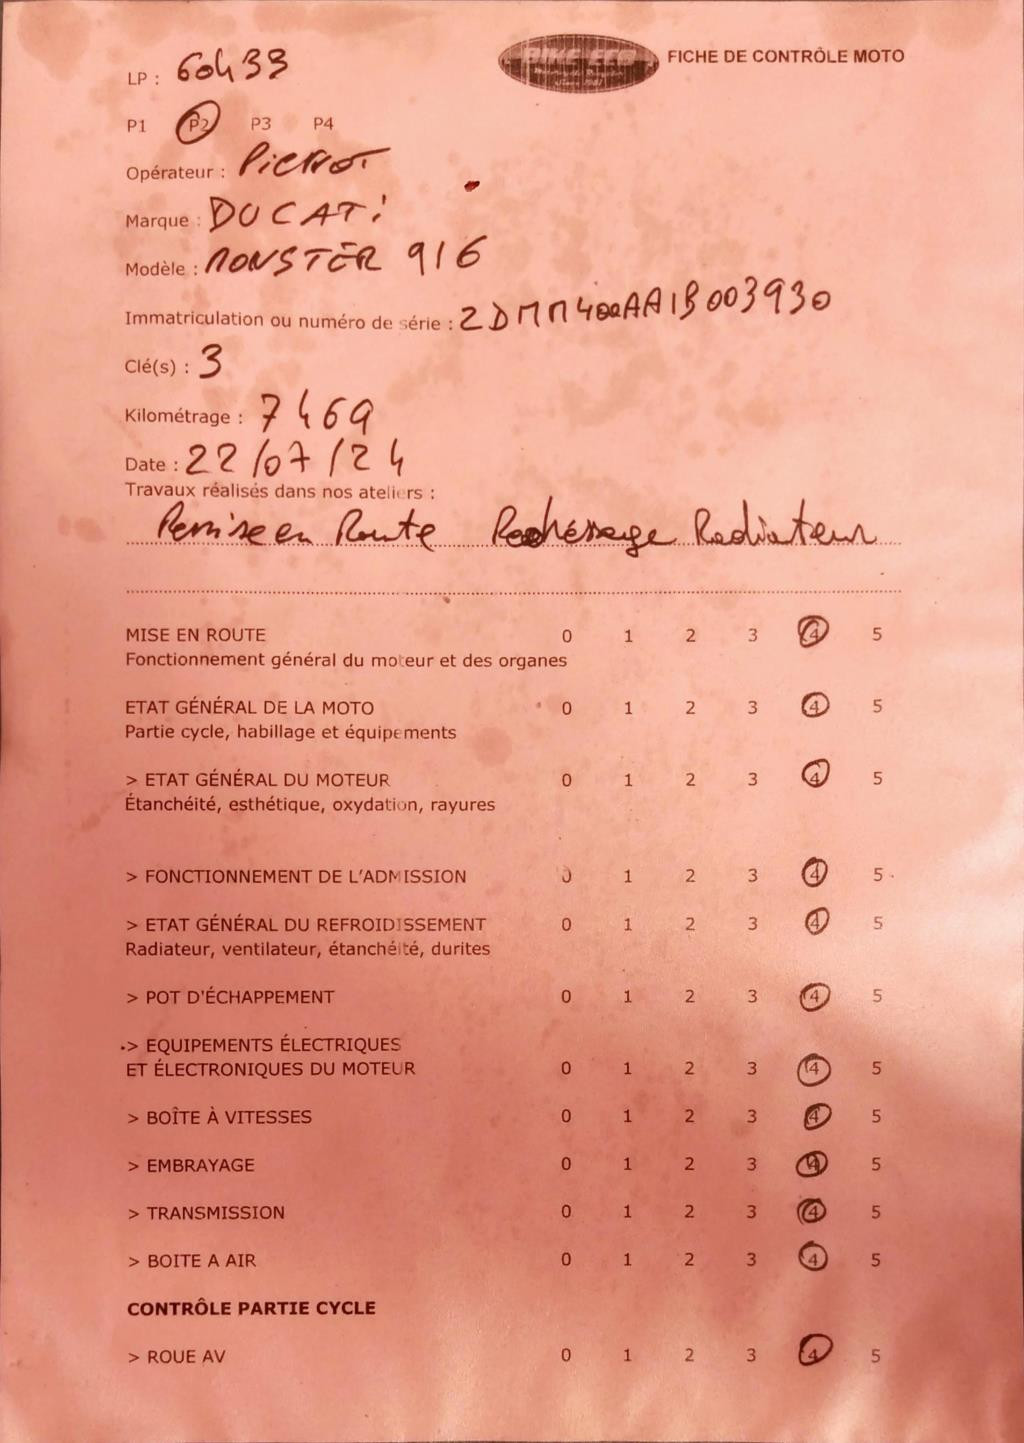 LP : 60433
BIKE ECO
FICHE DE CONTRÔLE MOTO
P1 P2 P3 P4
Opérateur : Pierrot
Marque : DUCATi
Modèle : MONSTER 916
Immatriculation ou numéro de série : ZDMM400AA1B003930
Clé(s) : 3
Kilométrage : 7469
Date : 22/07/24
Travaux réalisés dans nos ateliers :
Remise en Route Redressage Radiateur
MISE EN ROUTE 0 1 2 3 4 5
Fonctionnement général du moteur et des organes
ETAT GÉNÉRAL DE LA MOTO 0 1 2 3 4 5
Partie cycle, habillage et équipements
> ETAT GÉNÉRAL DU MOTEUR 0 1 2 3 4 5
Étanchéité, esthétique, oxydation, rayures
> FONCTIONNEMENT DE L'ADMISSION 0 1 2 3 4 5
> ETAT GÉNÉRAL DU REFROIDISSEMENT 0 1 2 3 4 5
Radiateur, ventilateur, étanchéité, durites
> POT D'ÉCHAPPEMENT 0 1 2 3 4 5
> EQUIPEMENTS ÉLECTRIQUES
ET ÉLECTRONIQUES DU MOTEUR 0 1 2 3 4 5
> BOÎTE À VITESSES 0 1 2 3 4 5
> EMBRAYAGE 0 1 2 3 4 5
> TRANSMISSION 0 1 2 3 4 5
> BOITE A AIR 0 1 2 3 4 5
CONTRÔLE PARTIE CYCLE
> ROUE AV 0 1 2 3 4 5